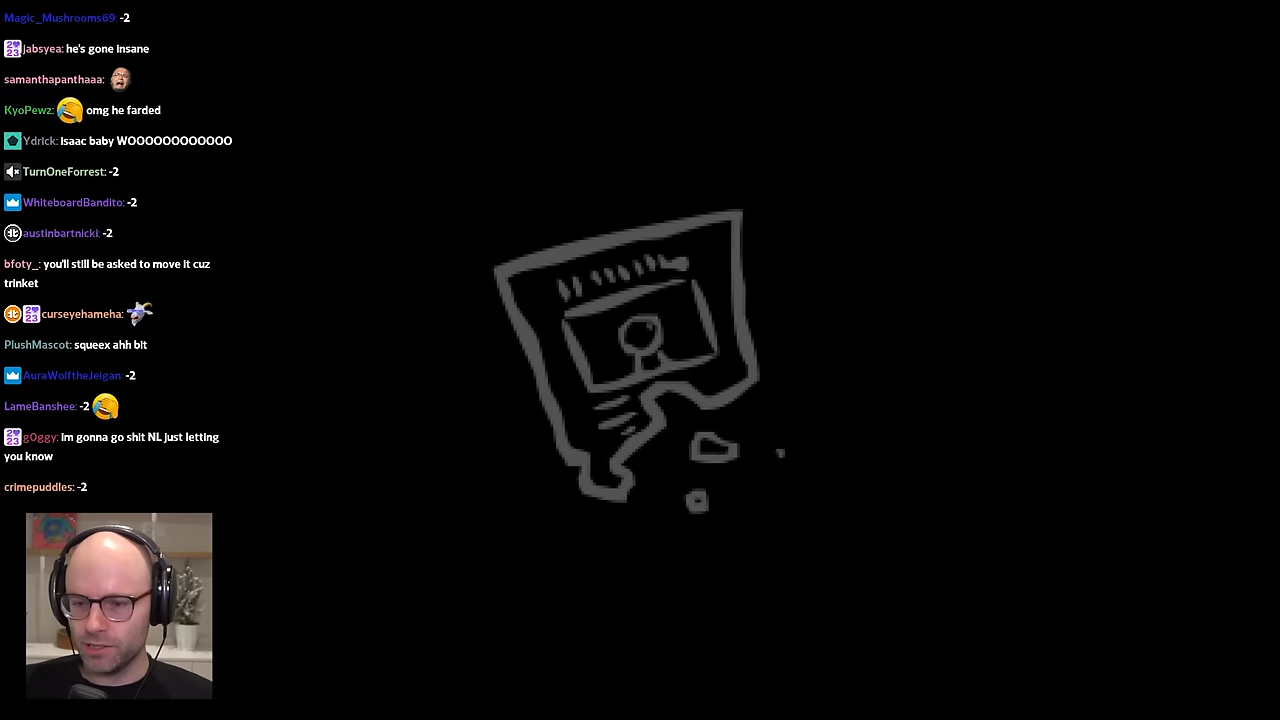 Magic_Mushrooms69: -2
jabsyea: he's gone insane
samanthapanthaaa:
KyoPewz: omg he farded
Ydrick: Isaac baby WOOOOOOOOOOOO
TurnOneForrest: -2
WhiteboardBandito: -2
austinbartnicki: -2
bfoty_: you'll still be asked to move it cuz
trinket
curseyehameha:
PlushMascot: squeex ahh bit
AuraWolftheJeigan: -2
LameBanshee: -2
g0ggy: im gonna go shit NL just letting
you know
crimepuddles: -2